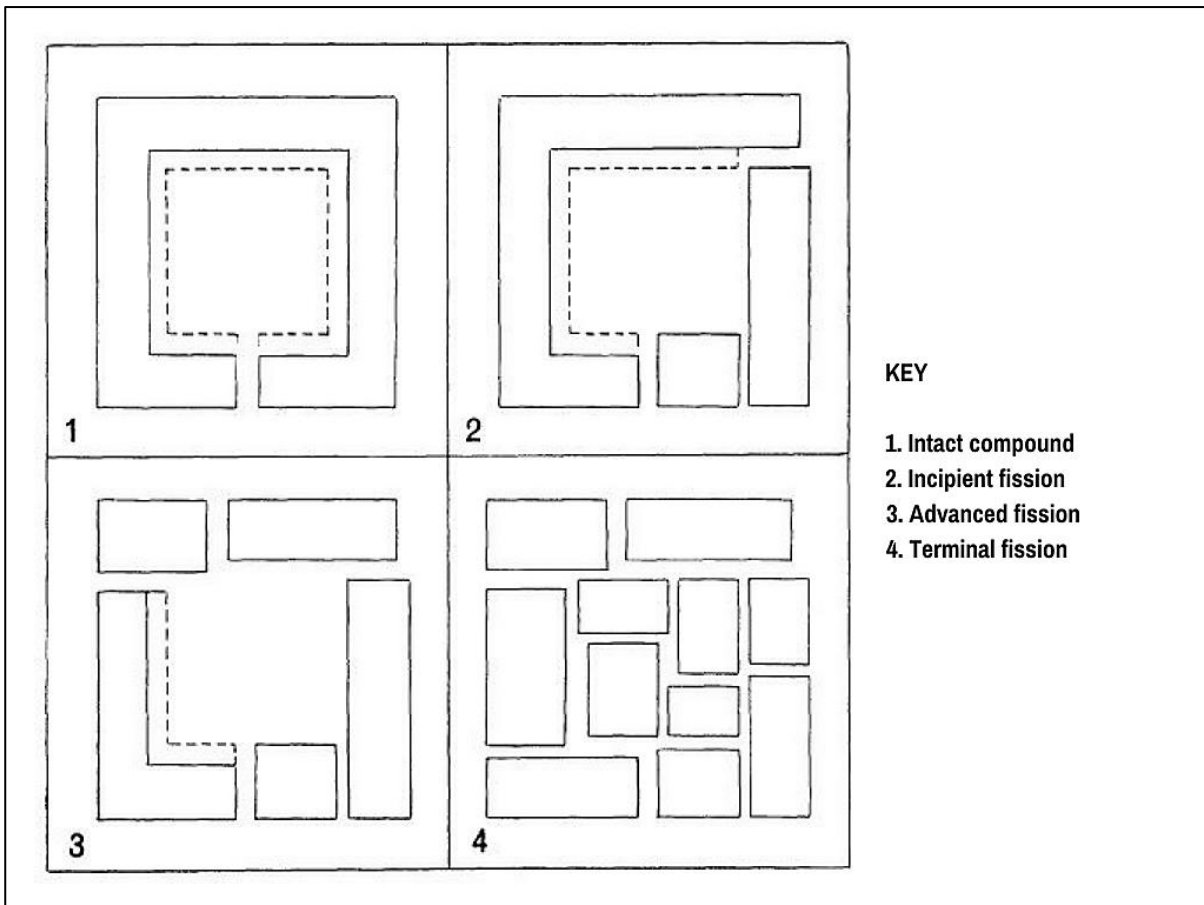 1
2
3
4
KEY
1. Intact compound
2. Incipient fission
3. Advanced fission
4. Terminal fission